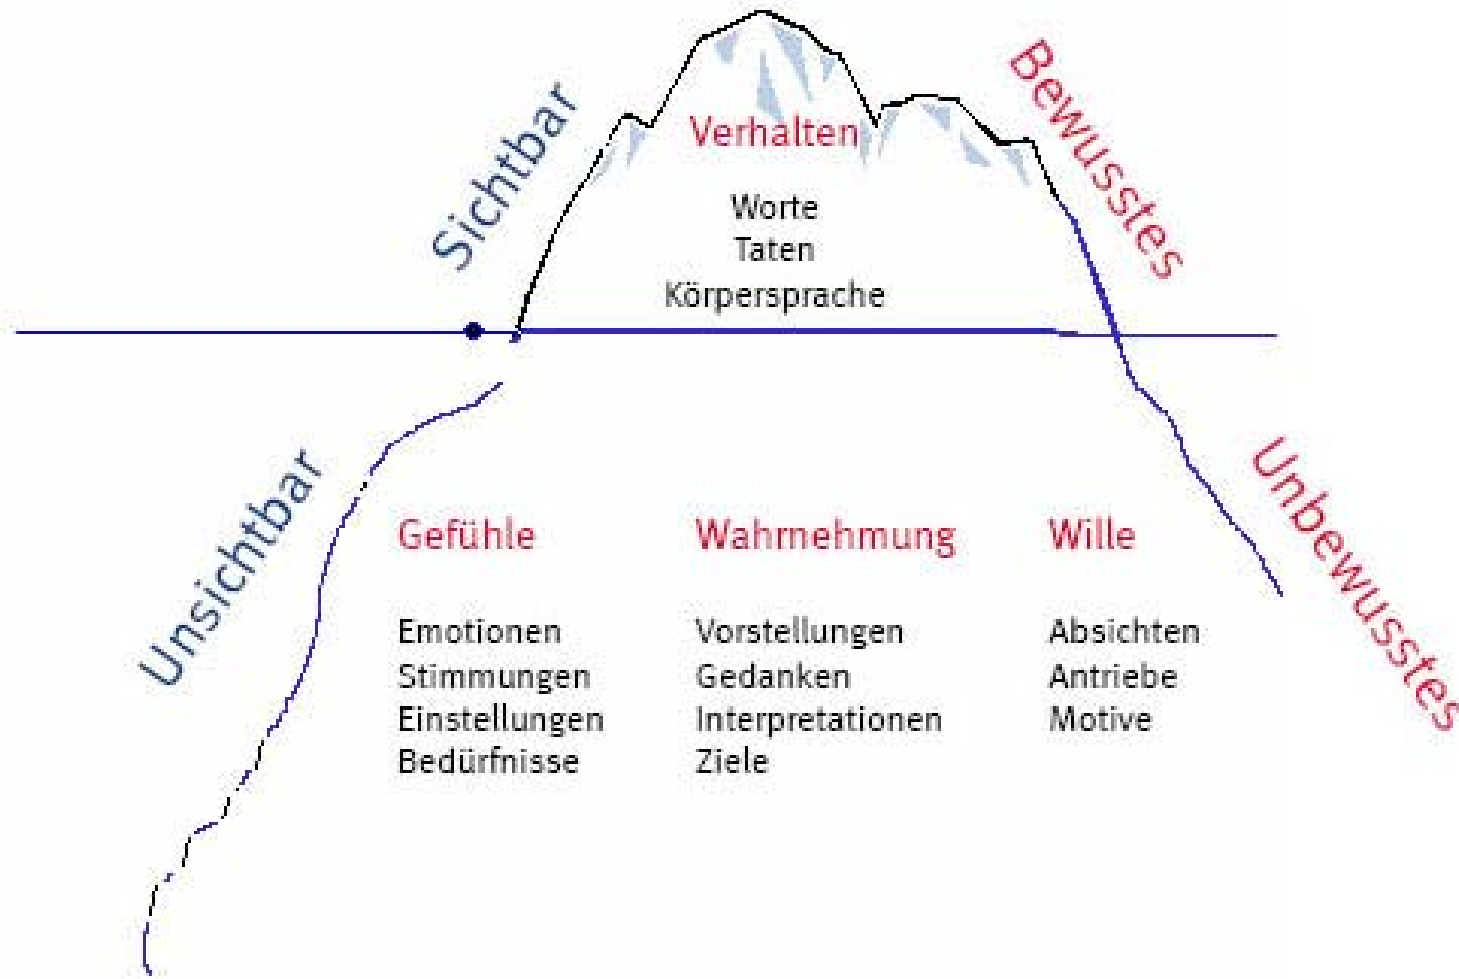 Sichtbar
Bewusstes
Verhalten
Worte
Taten
Körpersprache
Unsichtbar
Unbewusstes
Gefühle
Emotionen
Stimmungen
Einstellungen
Bedürfnisse
Wahrnehmung
Vorstellungen
Gedanken
Interpretationen
Ziele
Wille
Absichten
Antriebe
Motive